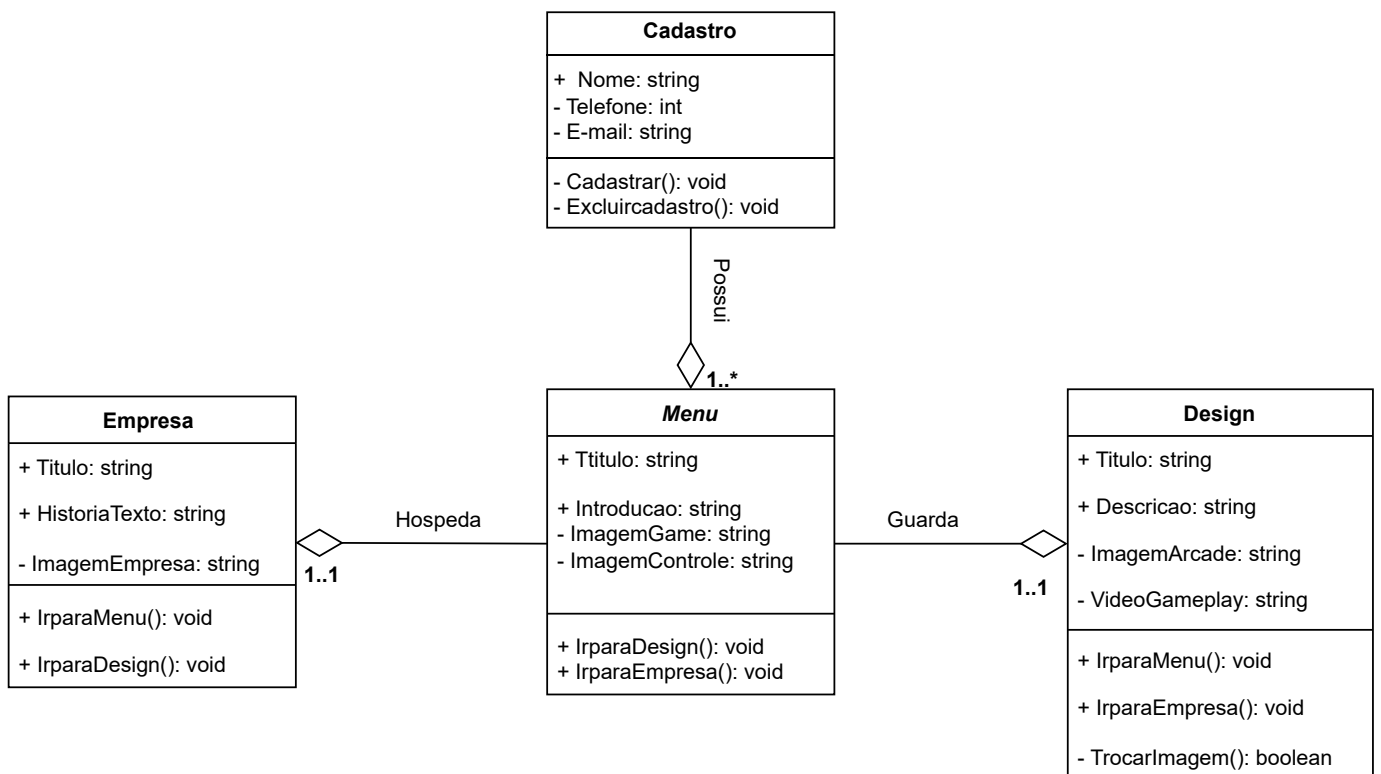 Cadastro
+ Nome: string
- Telefone: int
- E-mail: string
- Cadastrar(): void
- Excluircadastro(): void
Possui
1..*
Empresa
+ Titulo: string
+ HistoriaTexto: string
- ImagemEmpresa: string
+ IrparaMenu(): void
+ IrparaDesign(): void
Hospeda
1..1
Menu
+ Ttitulo: string
+ Introducao: string
- ImagemGame: string
- ImagemControle: string
+ IrparaDesign(): void
+ IrparaEmpresa(): void
Guarda
1..1
Design
+ Titulo: string
+ Descricao: string
- ImagemArcade: string
- VideoGameplay: string
+ IrparaMenu(): void
+ IrparaEmpresa(): void
- TrocarImagem(): boolean